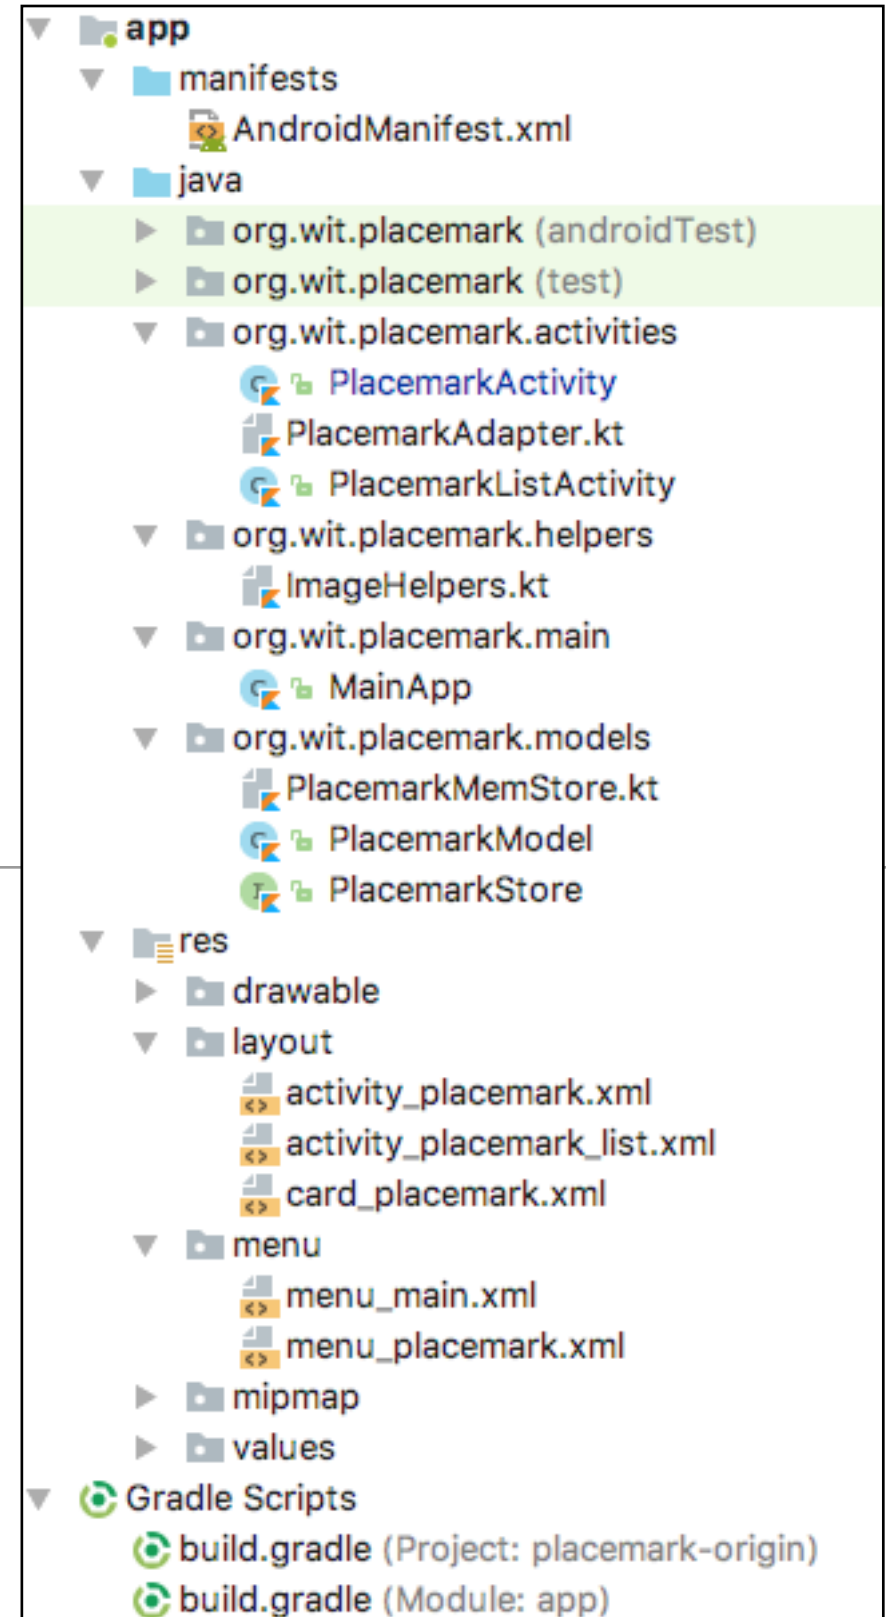 app
manifests
AndroidManifest.xml
java
org.wit.placemark (androidTest)
org.wit.placemark (test)
org.wit.placemark.activities
PlacemarkActivity
PlacemarkAdapter.kt
PlacemarkListActivity
org.wit.placemark.helpers
ImageHelpers.kt
org.wit.placemark.main
MainApp
org.wit.placemark.models
PlacemarkMemStore.kt
PlacemarkModel
PlacemarkStore
res
drawable
layout
activity_placemark.xml
activity_placemark_list.xml
card_placemark.xml
menu
menu_main.xml
menu_placemark.xml
mipmap
values
Gradle Scripts
build.gradle (Project: placemark-origin)
build.gradle (Module: app)